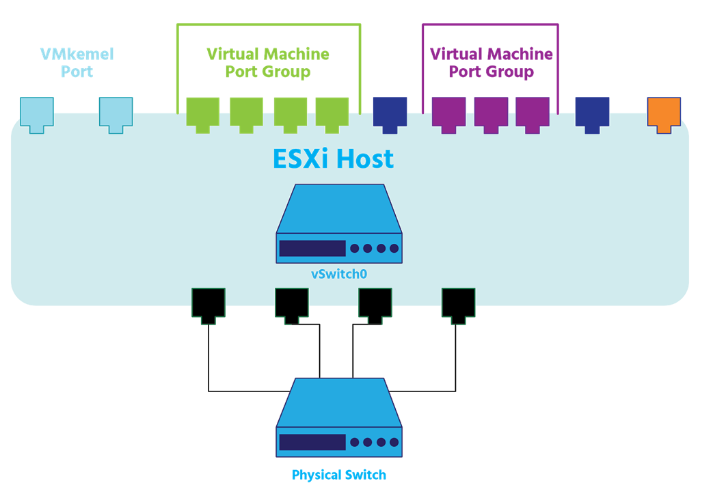 VMkemel
Port
Virtual Machine
Port Group
Virtual Machine
Port Group
ESXi Host
vSwitch0
Physical Switch